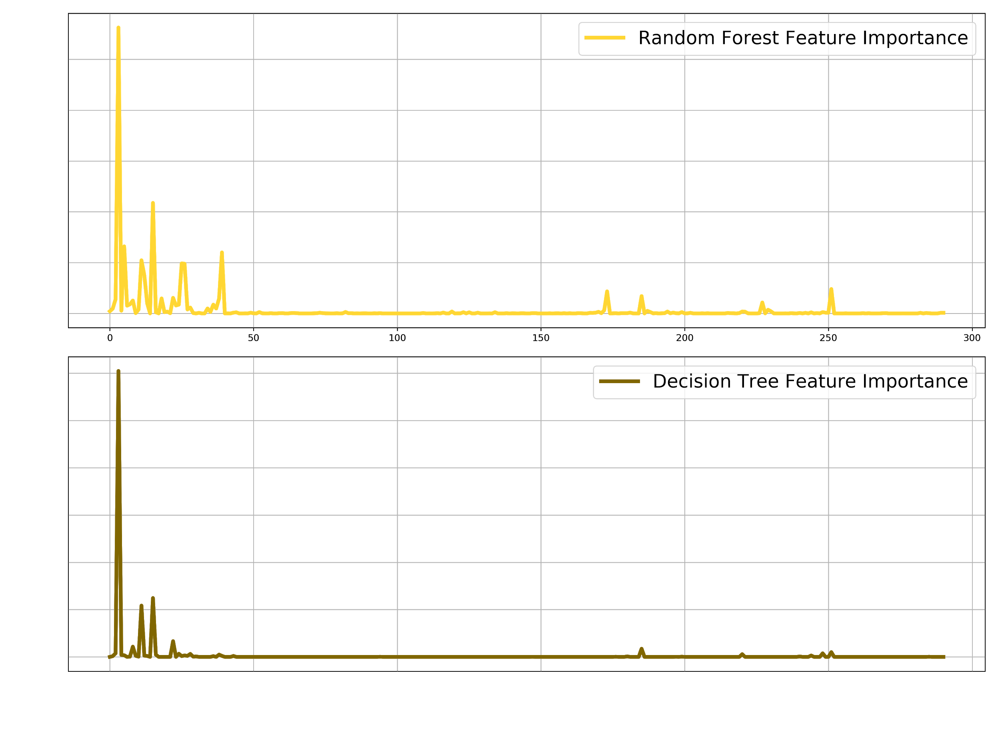 Random Forest Feature Importance
0 50 100 150 200 250 300
Decision Tree Feature Importance